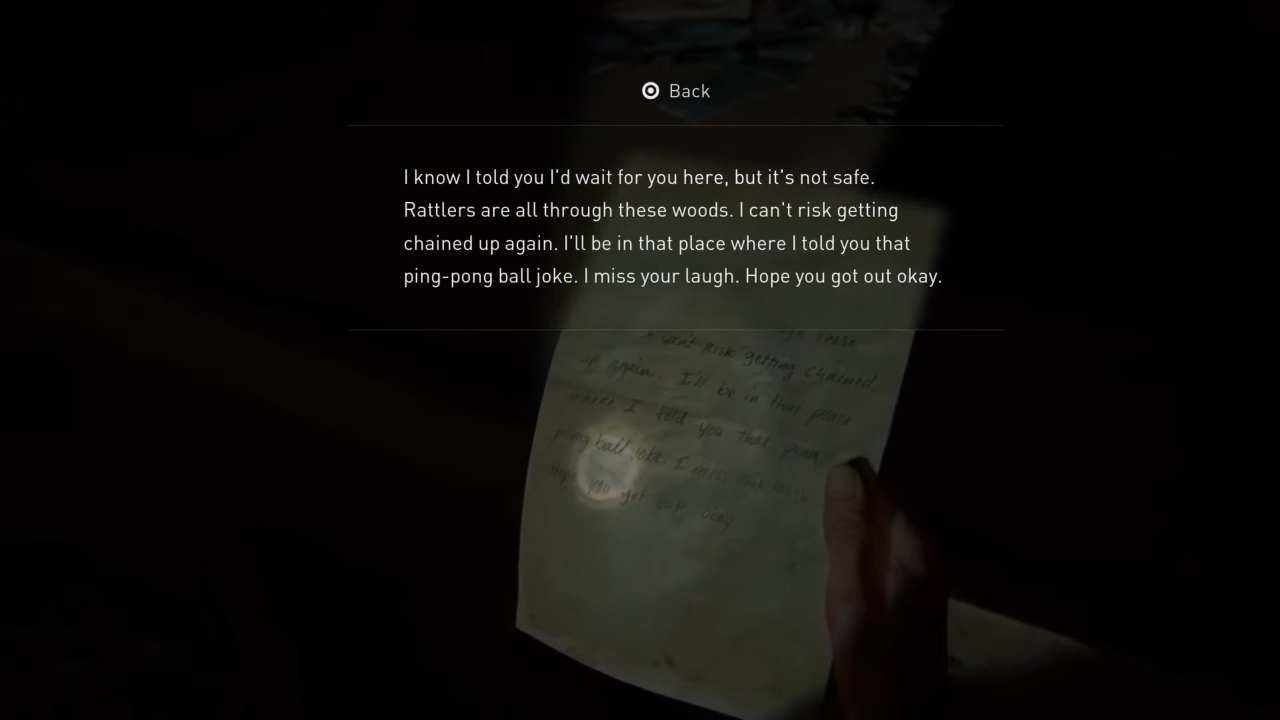 Back
I know I told you I'd wait for you here, but it's not safe.
Rattlers are all through these woods. I can't risk getting
chained up again. I'll be in that place where I told you that
ping-pong ball joke. I miss your laugh. Hope you got out okay.
these
can't risk getting chained
up again. I'll be in that place
where I told you that ping
pong ball joke. I miss your
Hope you got out okay